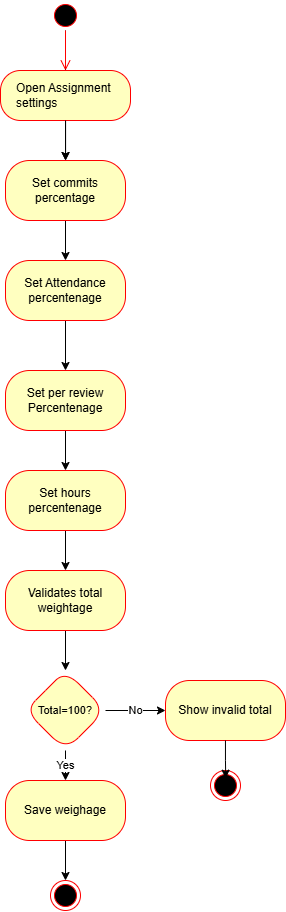 Open Assignment
settings
Set commits
percentage
Set Attendance
percentenage
Set per review
Percentenage
Set hours
percentenage
Validates total
weightage
Total=100?
No
Show invalid total
Yes
Save weighage